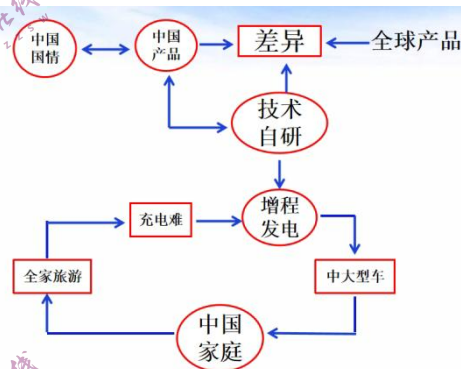 中国
国情
中国
产品
差异
全球产品
技术
自研
充电难
增程
发电
全家旅游
中大型车
中国
家庭